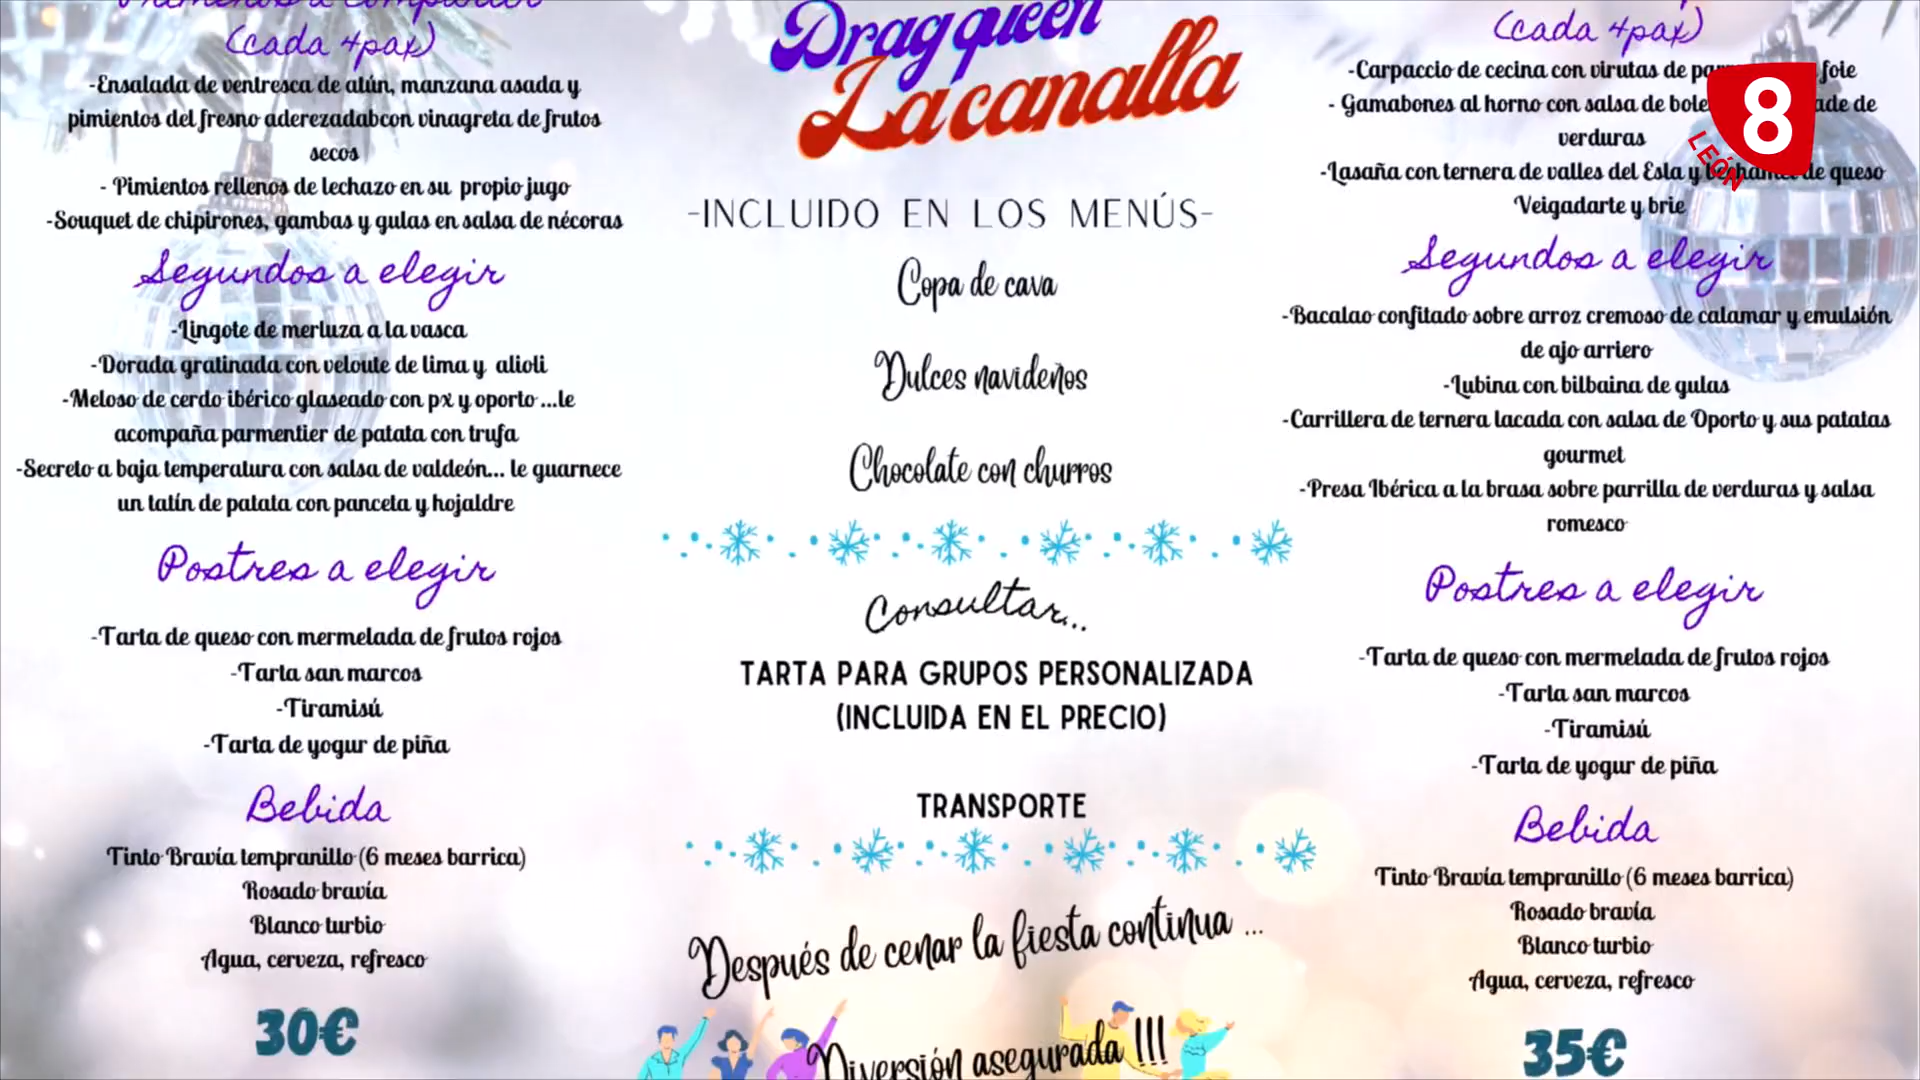 Primeros a compartir
(cada 4pax)
-Ensalada de ventresca de atún, manzana asada y
pimientos del fresno aderezadabcon vinagreta de frutos
secos
- Pimientos rellenos de lechazo en su propio jugo
-Souquet de chipirones, gambas y gulas en salsa de nécoras
Segundos a elegir
-Lingote de merluza a la vasca
-Dorada gratinada con veloute de lima y alioli
-Meloso de cerdo ibérico glaseado con px y oporto ...le
acompaña parmentier de patata con trufa
-Secreto a baja temperatura con salsa de valdeón... le guarnece
un tatín de patata con panceta y hojaldre
Postres a elegir
-Tarta de queso con mermelada de frutos rojos
-Tarta san marcos
-Tiramisú
-Tarta de yogur de piña
Bebida
Tinto Bravía tempranillo (6 meses barrica)
Rosado bravía
Blanco turbio
Agua, cerveza, refresco
30€
Drag queen
La canalla
-INCLUIDO EN LOS MENÚS-
Copa de cava
Dulces navideños
Chocolate con churros
Consultar...
TARTA PARA GRUPOS PERSONALIZADA
(INCLUIDA EN EL PRECIO)
TRANSPORTE
Después de cenar la fiesta continua ...
Diversión asegurada !!!
(cada 4pax)
-Carpaccio de cecina con virutas de foie
- Gamabones al horno con salsa de de
verduras
-Lasaña con ternera de valles del Esla y de queso
Veigadarte y brie
Segundos a elegir
-Bacalao confitado sobre arroz cremoso de calamar y emulsión
de ajo arriero
-Lubina con bilbaina de gulas
-Carrillera de ternera lacada con salsa de Oporto y sus patatas
gourmet
-Presa Ibérica a la brasa sobre parrilla de verduras y salsa
romesco
Postres a elegir
-Tarta de queso con mermelada de frutos rojos
-Tarta san marcos
-Tiramisú
-Tarta de yogur de piña
Bebida
Tinto Bravía tempranillo (6 meses barrica)
Rosado bravía
Blanco turbio
Agua, cerveza, refresco
35€
8
LEÓN